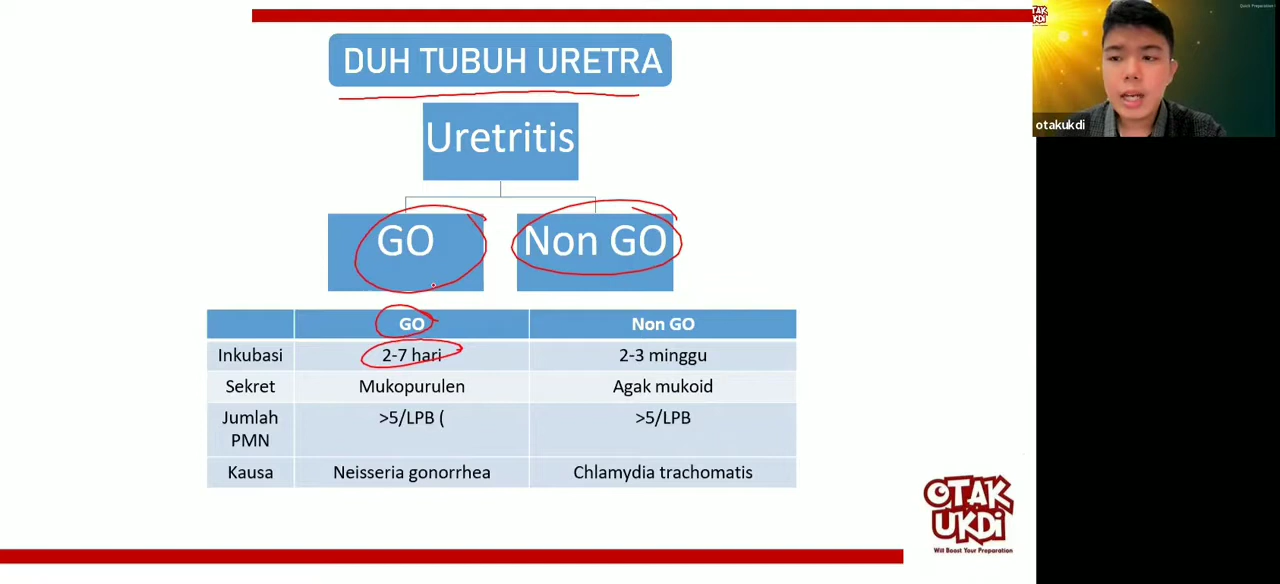 DUH TUBUH URETRA
Uretritis
GO
Non GO
GO
Non GO
Inkubasi
2-7 hari
2-3 minggu
Sekret
Mukopurulen
Agak mukoid
Jumlah
PMN
>5/LPB (
>5/LPB
Kausa
Neisseria gonorrhea
Chlamydia trachomatis
OTAK
UKDi
Will Boost Your Preparation
OTAK
UKDi
otakukdi